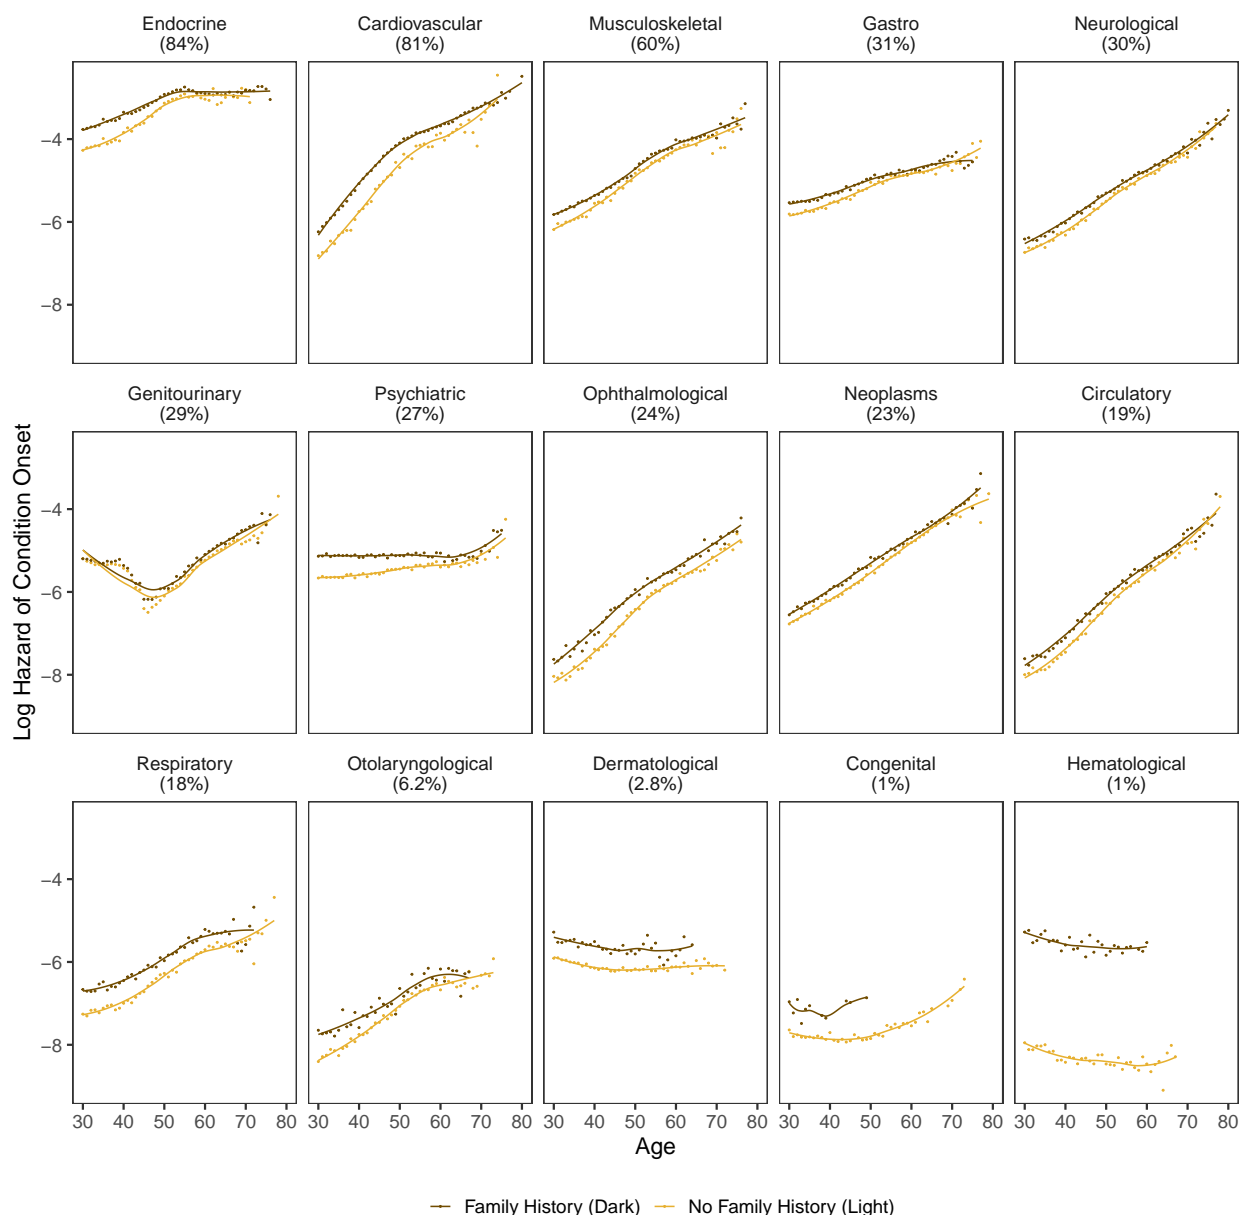 Endocrine Cardiovascular Musculoskeletal Gastro Neurological
(84%) (81%) (60%) (31%) (30%)
−4
−6
−8
Genitourinary Psychiatric Ophthalmological Neoplasms Circulatory
(29%) (27%) (24%) (23%) (19%)
−4
−6
−8
Log Hazard of Condition Onset
Respiratory Otolaryngological Dermatological Congenital Hematological
(18%) (6.2%) (2.8%) (1%) (1%)
−4
−6
−8
30 40 50 60 70 80 30 40 50 60 70 80 30 40 50 60 70 80 30 40 50 60 70 80 30 40 50 60 70 80
Age
Family History (Dark) No Family History (Light)